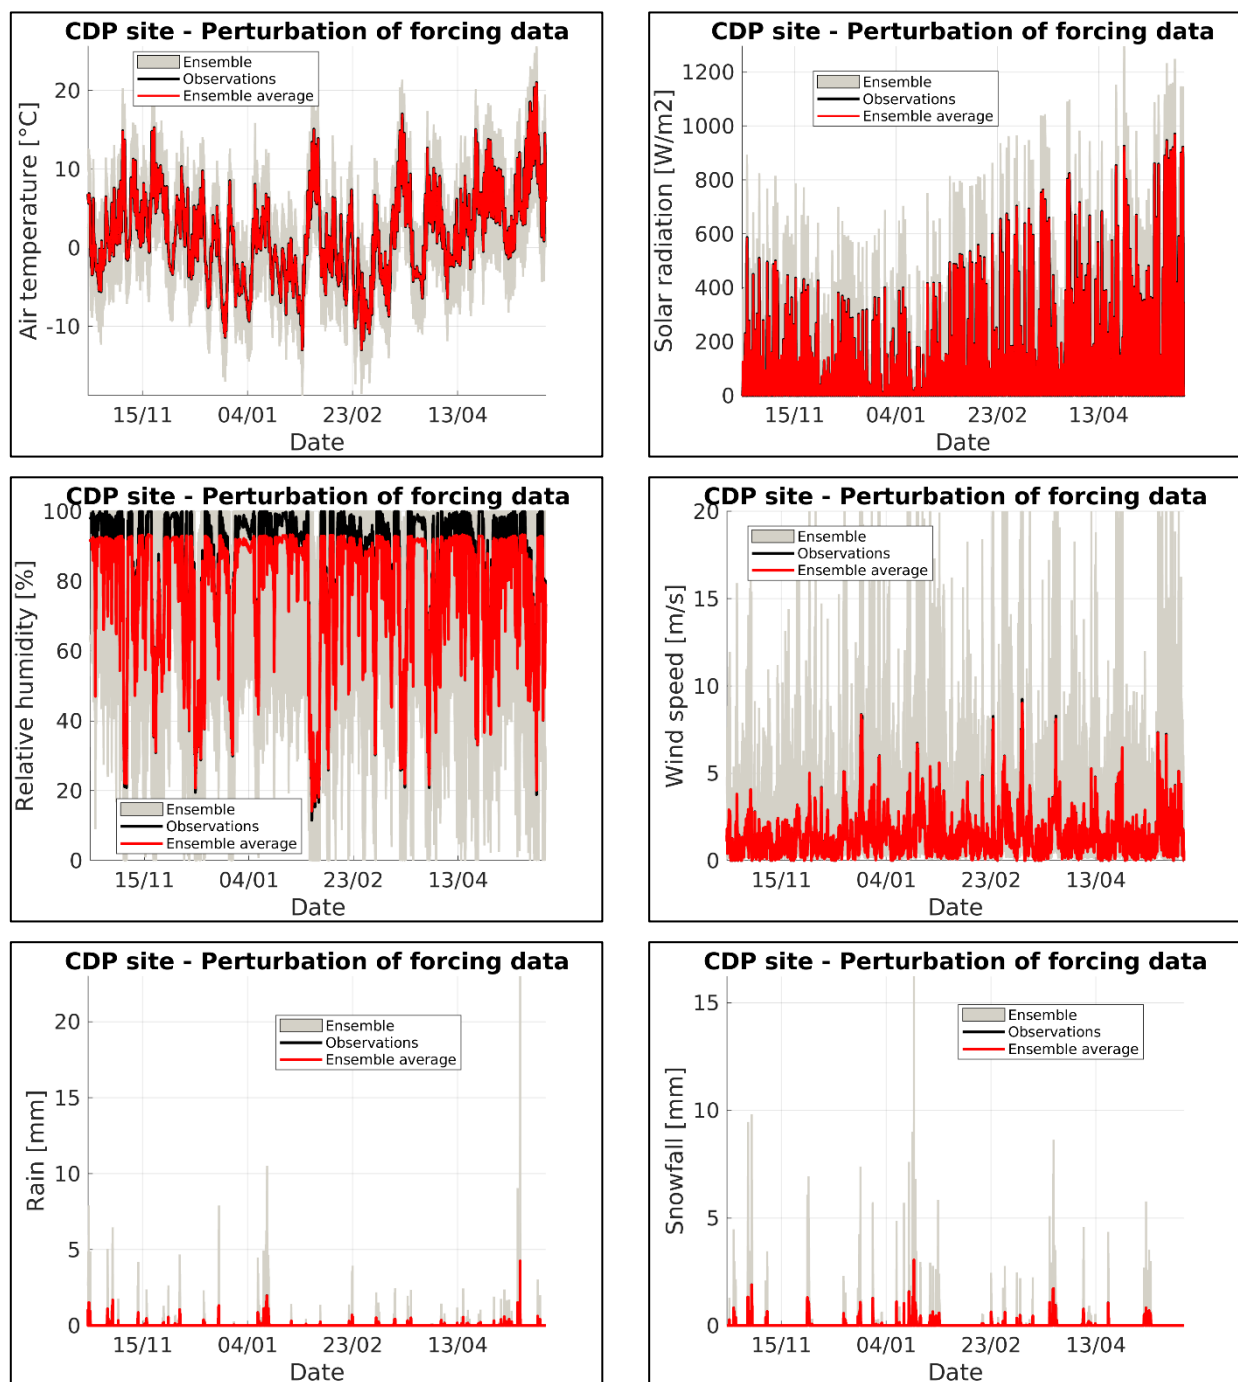 CDP site - Perturbation of forcing data
Ensemble
Observations
Ensemble average
Air temperature [°C]
20
10
0
-10
15/11
04/01
23/02
13/04
Date
CDP site - Perturbation of forcing data
Ensemble
Observations
Ensemble average
Solar radiation [W/m2]
1200
1000
800
600
400
200
0
15/11
04/01
23/02
13/04
Date
CDP site - Perturbation of forcing data
Relative humidity [%]
100
80
60
40
20
0
Ensemble
Observations
Ensemble average
15/11
04/01
23/02
13/04
Date
CDP site - Perturbation of forcing data
Ensemble
Observations
Ensemble average
Wind speed [m/s]
20
15
10
5
0
15/11
04/01
23/02
13/04
Date
CDP site - Perturbation of forcing data
Ensemble
Observations
Ensemble average
Rain [mm]
20
15
10
5
0
15/11
04/01
23/02
13/04
Date
CDP site - Perturbation of forcing data
Ensemble
Observations
Ensemble average
Snowfall [mm]
15
10
5
0
15/11
04/01
23/02
13/04
Date